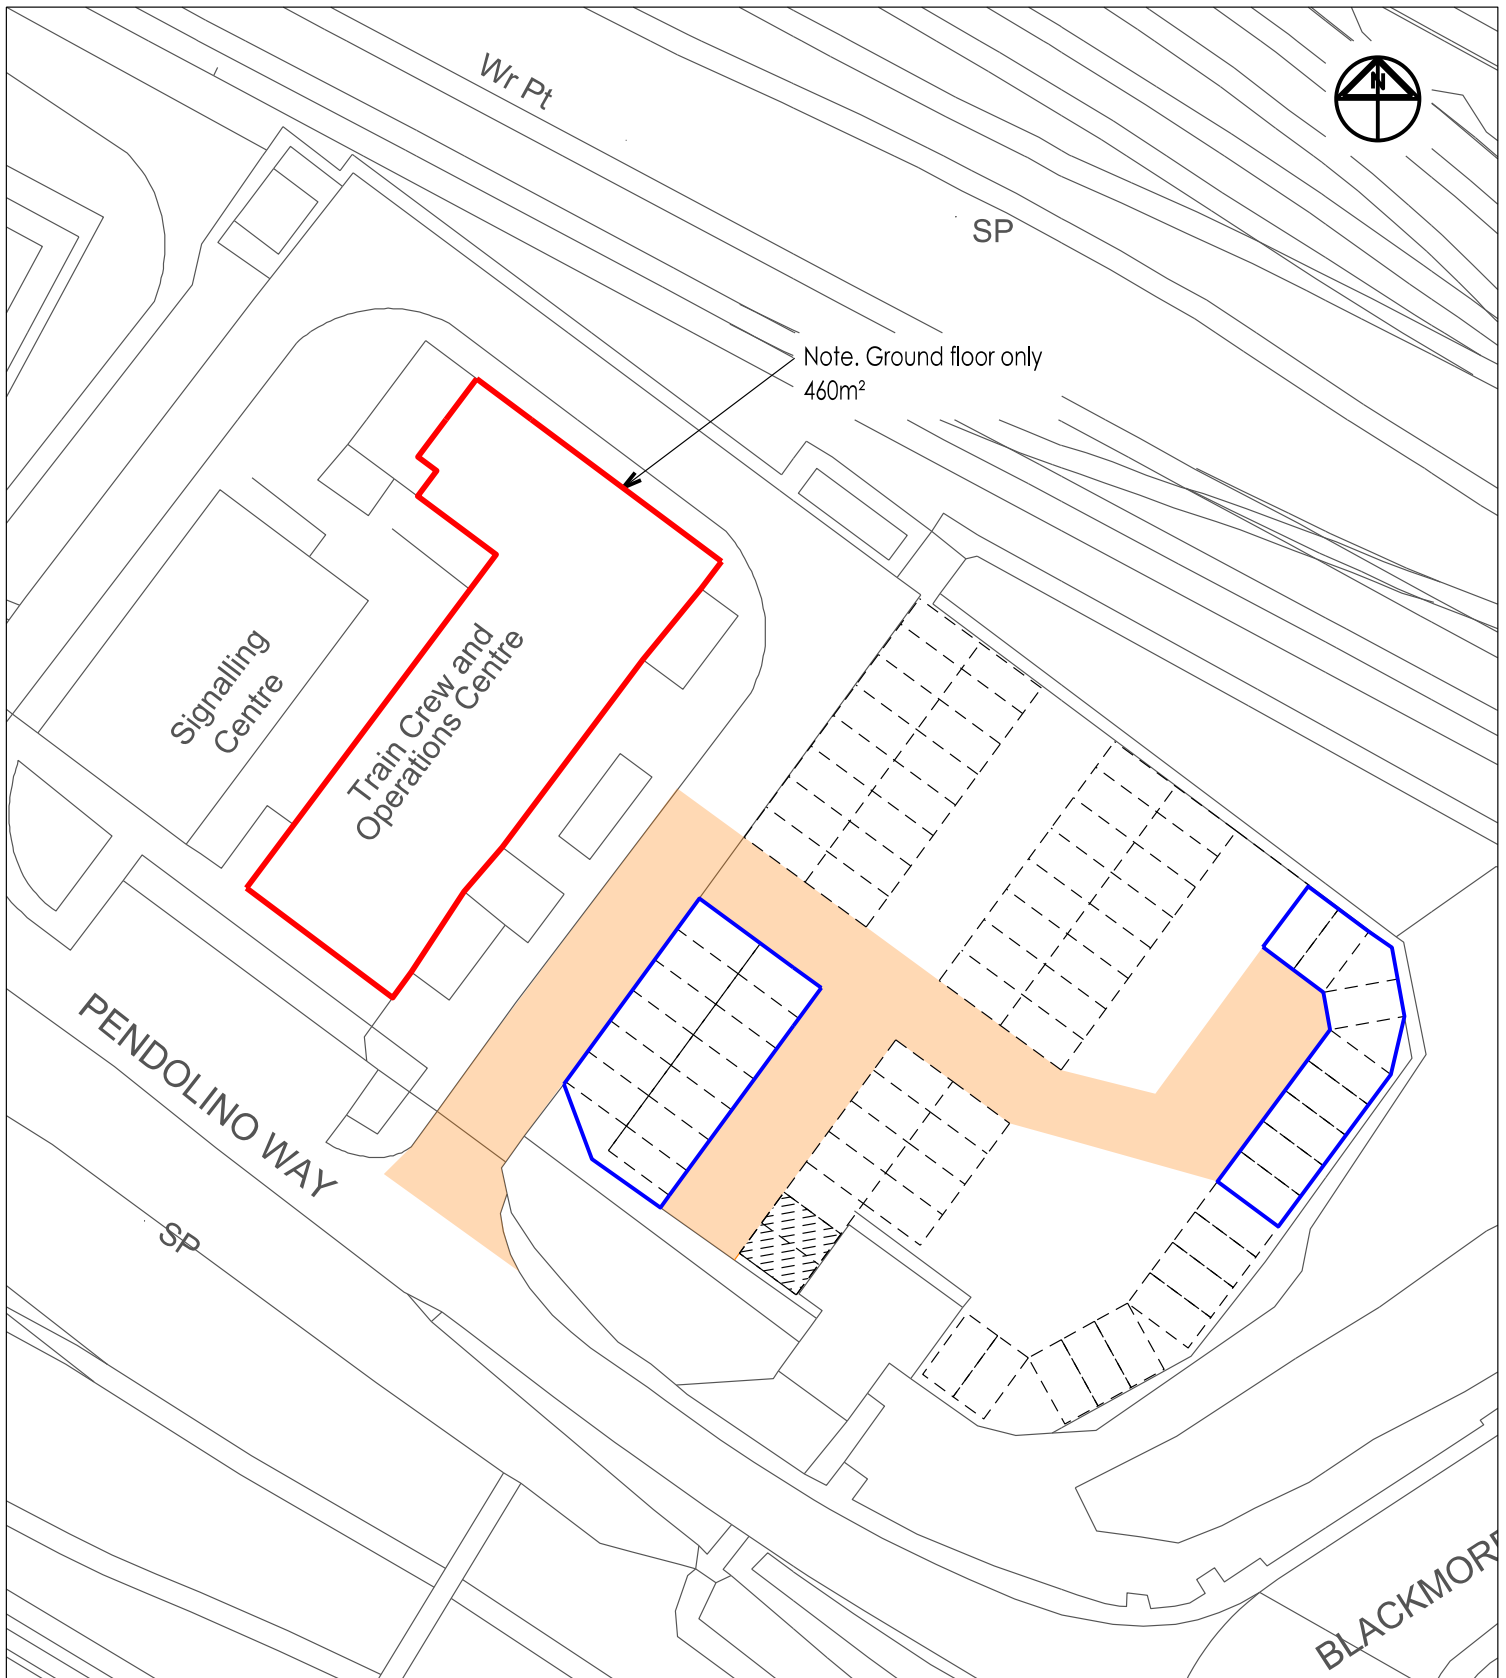 Wr Pt
N
SP
Note. Ground floor only
460m²
Signalling
Centre
Train Crew and
Operations Centre
PENDOLINO WAY
SP
BLACKMORE